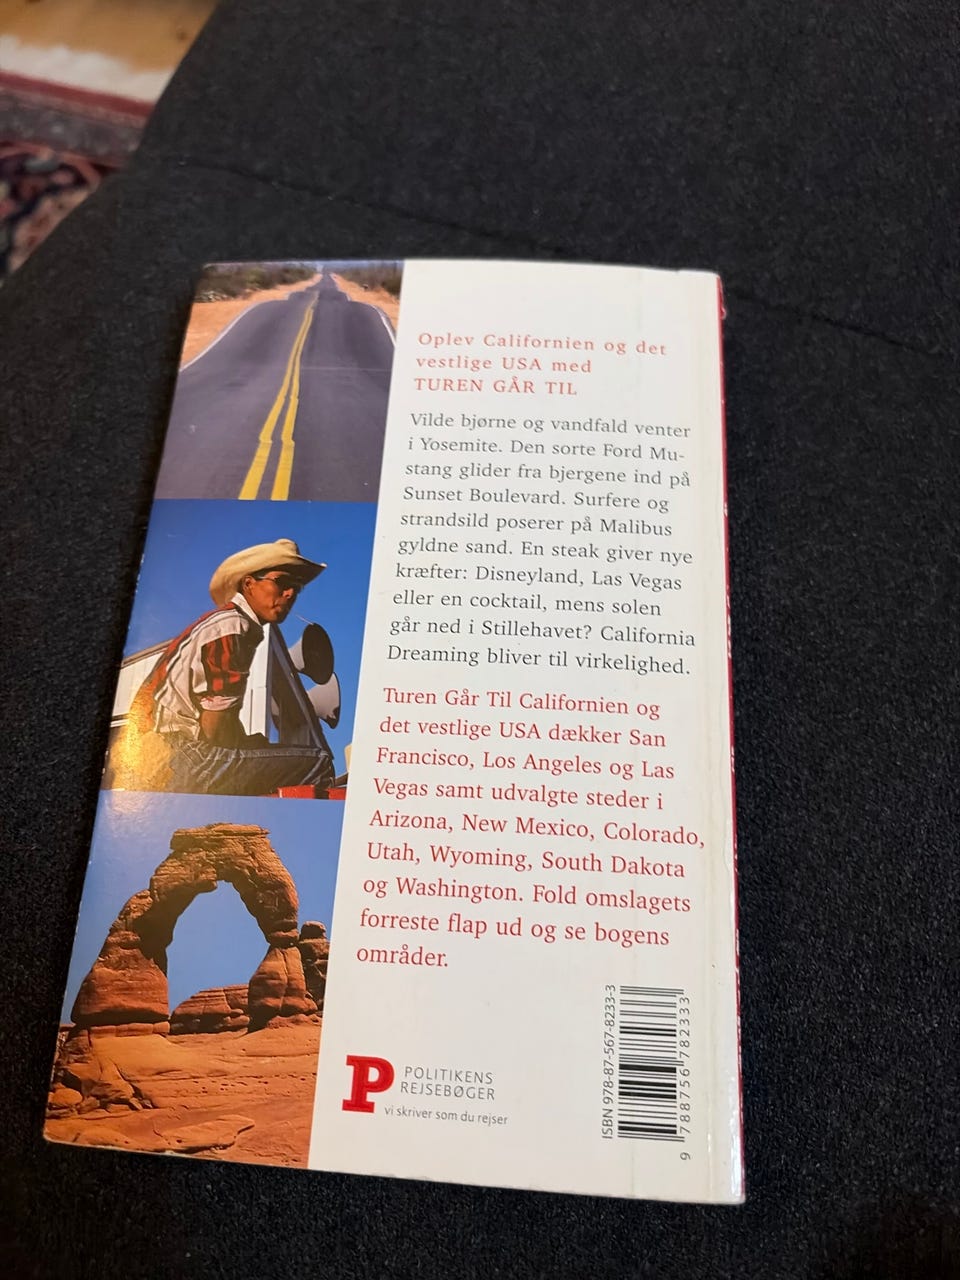 Oplev Californien og det
vestlige USA med
TUREN GÅR TIL
Vilde bjørne og vandfald venter
i Yosemite. Den sorte Ford Mu-
stang glider fra bjergene ind på
Sunset Boulevard. Surfere og
strandsild poserer på Malibus
gyldne sand. En steak giver nye
kræfter: Disneyland, Las Vegas
eller en cocktail, mens solen
går ned i Stillehavet? California
Dreaming bliver til virkelighed.
Turen Går Til Californien og
det vestlige USA dækker San
Francisco, Los Angeles og Las
Vegas samt udvalgte steder i
Arizona, New Mexico, Colorado,
Utah, Wyoming, South Dakota
og Washington. Fold omslagets
forreste flap ud og se bogens
områder.
P
POLITIKENS
REJSEBØGER
vi skriver som du rejser
ISBN 978-87-567-8233-3
9 788756 782333